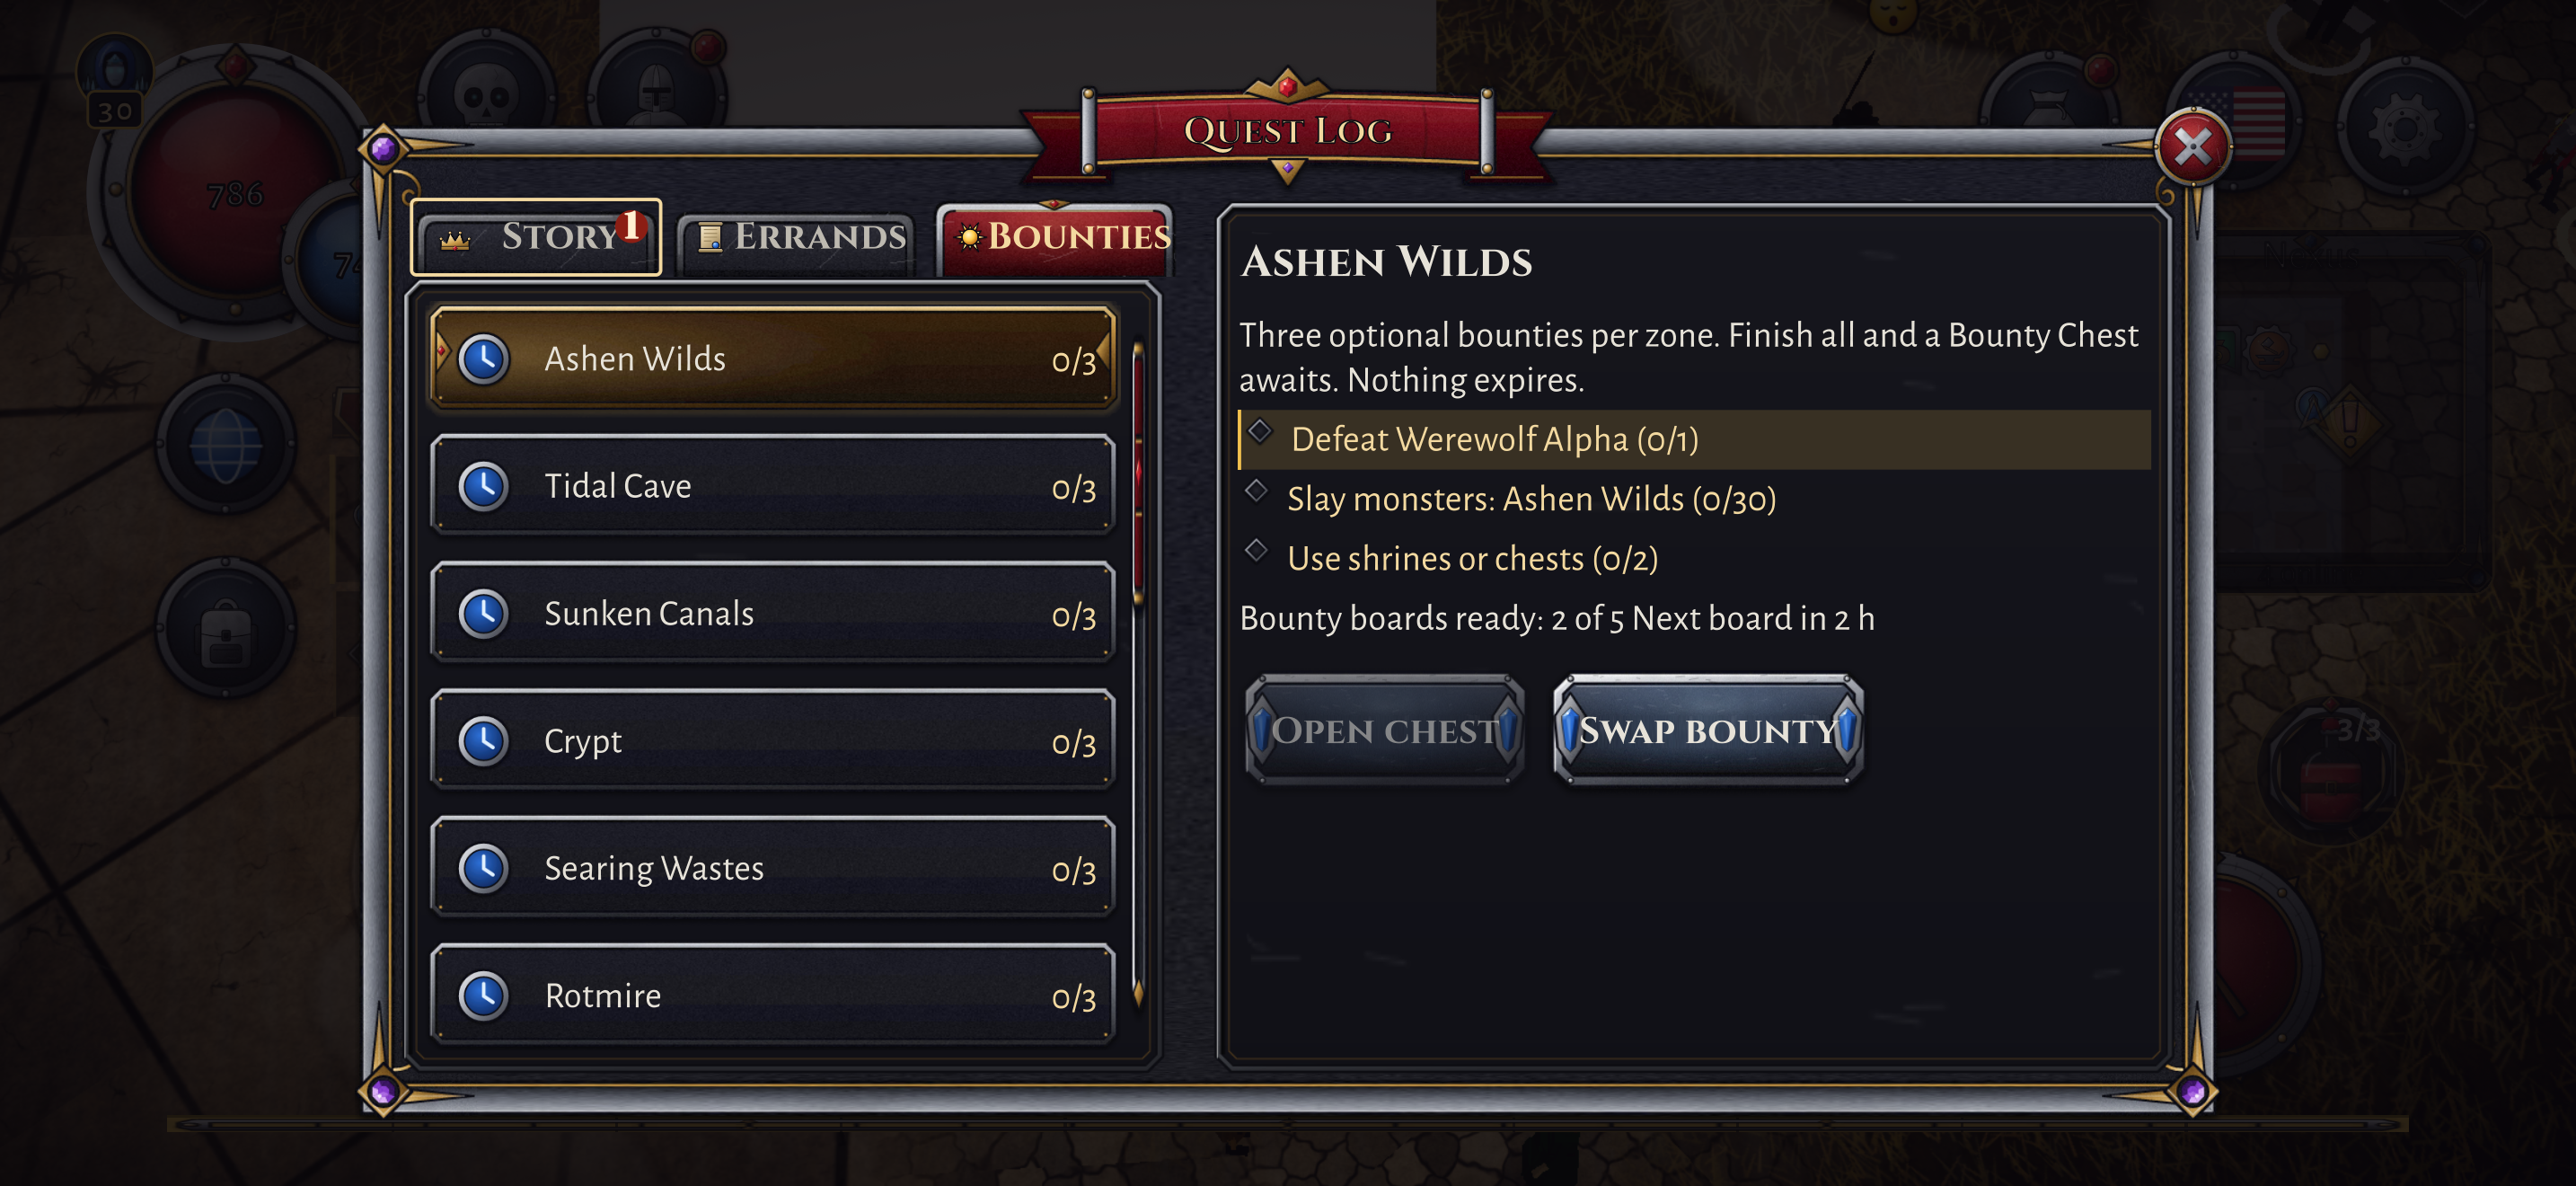 30
786
3/3
Quest Log
Story 1
Errands
Bounties
Ashen Wilds 0/3
Tidal Cave 0/3
Sunken Canals 0/3
Crypt 0/3
Searing Wastes 0/3
Rotmire 0/3
Ashen Wilds
Three optional bounties per zone. Finish all and a Bounty Chest
awaits. Nothing expires.
Defeat Werewolf Alpha (0/1)
Slay monsters: Ashen Wilds (0/30)
Use shrines or chests (0/2)
Bounty boards ready: 2 of 5 Next board in 2 h
Open chest
Swap bounty